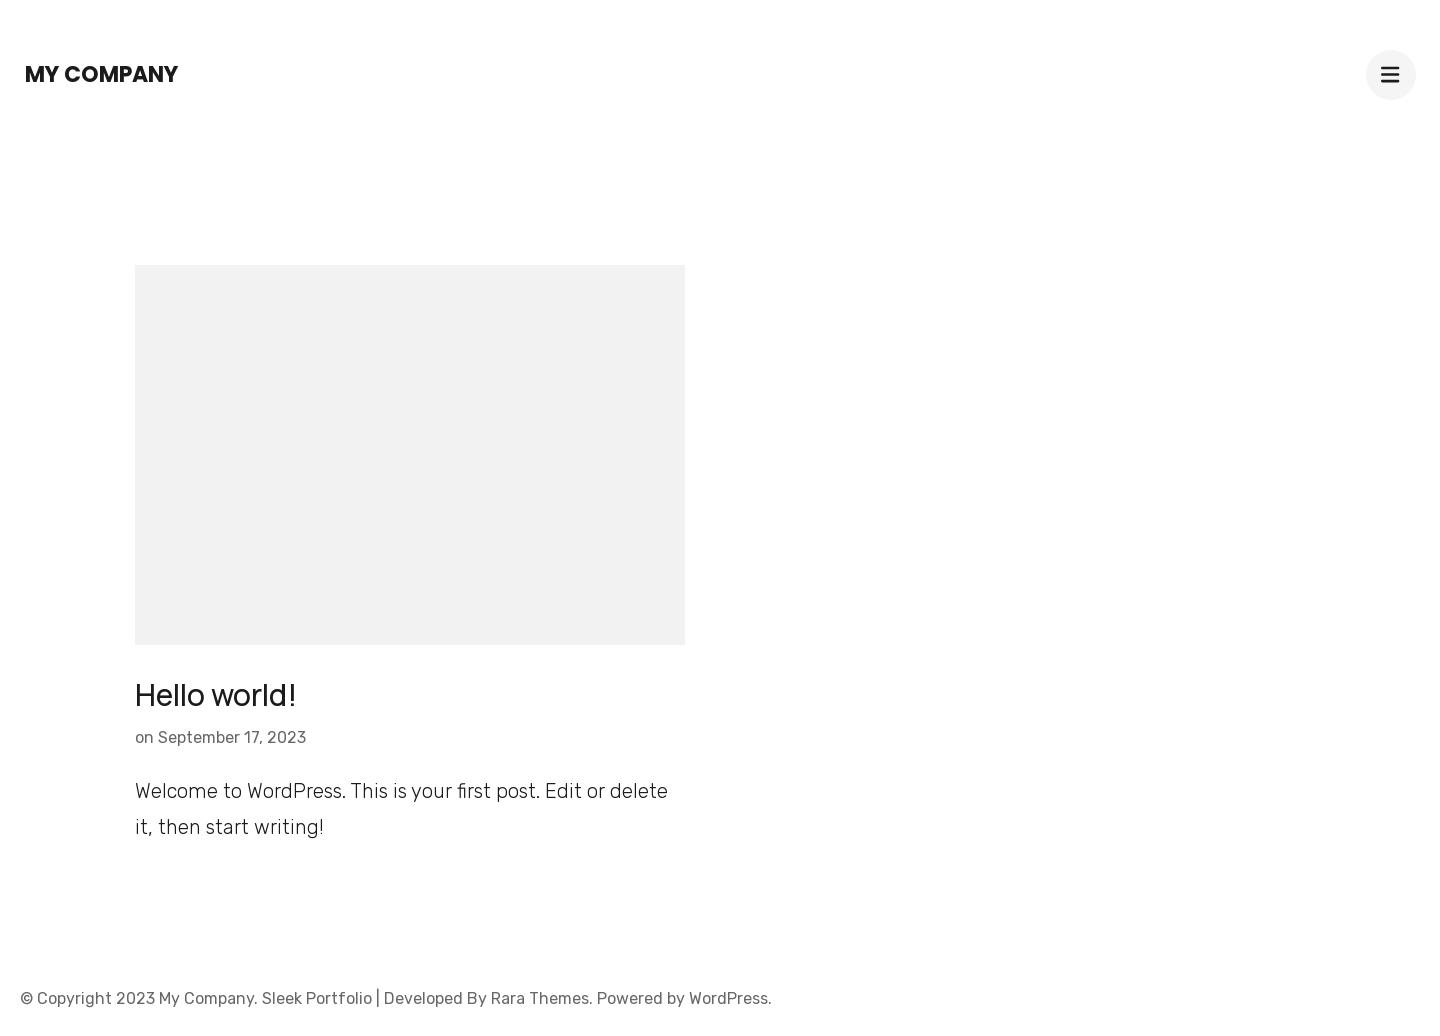 MY COMPANY
Hello world!
on September 17, 2023
Welcome to WordPress. This is your first post. Edit or delete
it, then start writing!
© Copyright 2023 My Company. Sleek Portfolio | Developed By Rara Themes. Powered by WordPress.